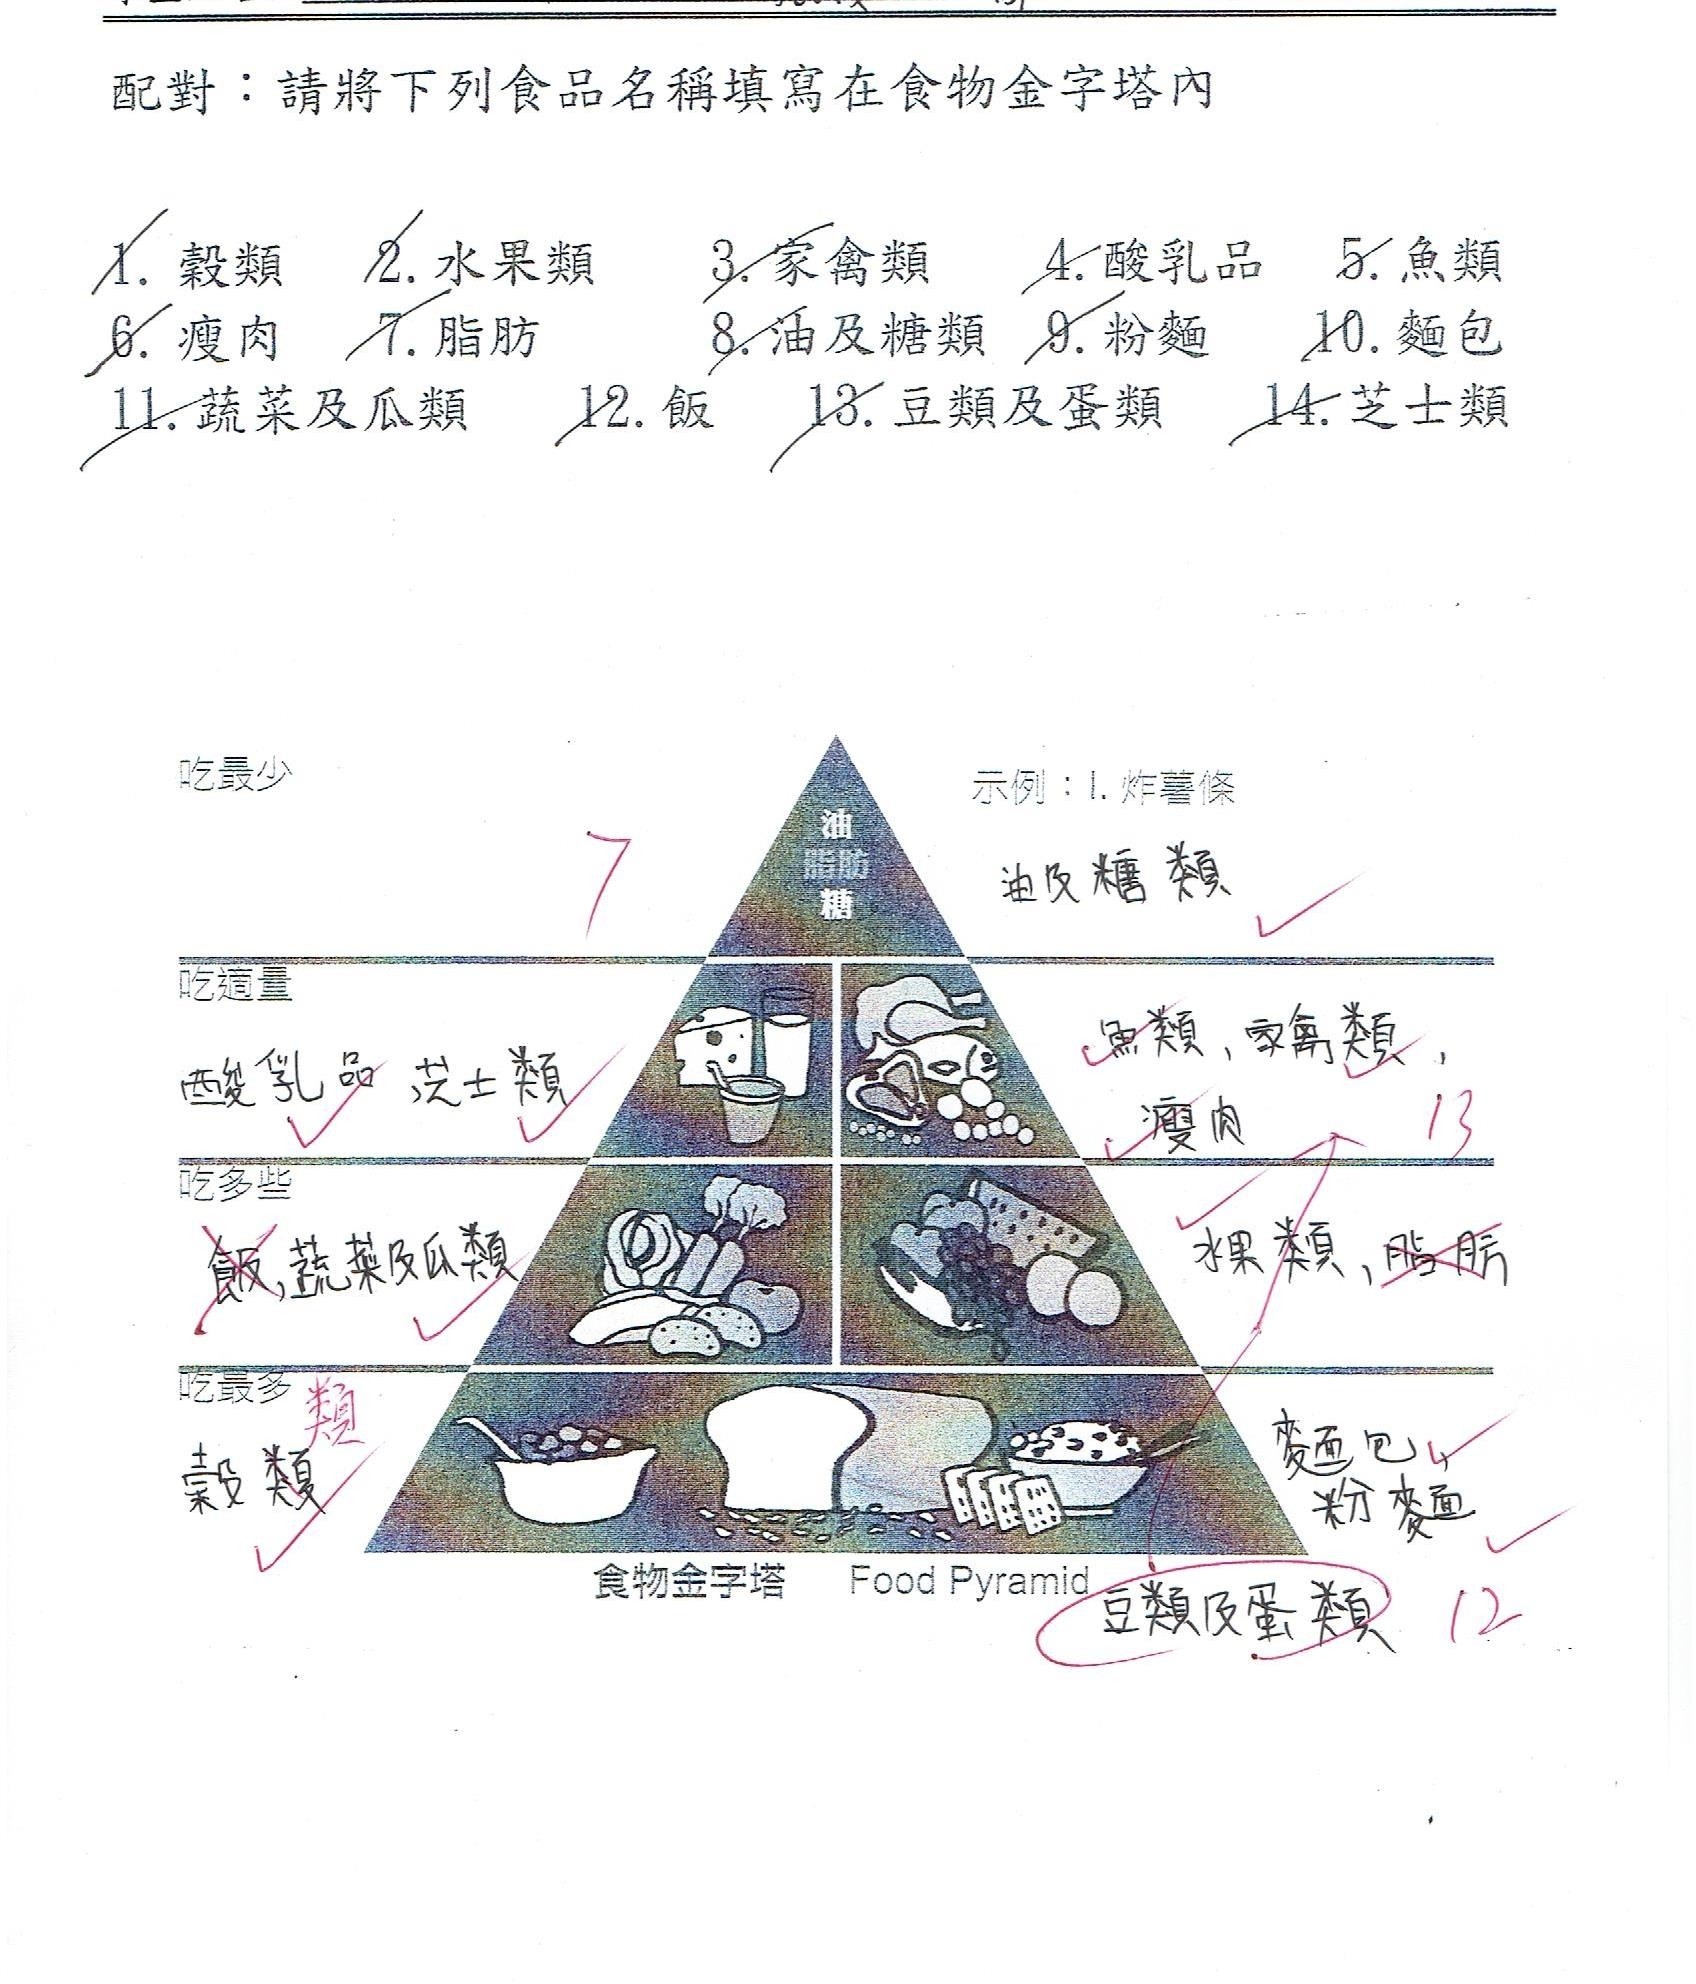 配對：請將下列食品名稱填寫在食物金字塔內
1. 穀類 2. 水果類 3. 家禽類 4. 酸乳品 5. 魚類
6. 瘦肉 7. 脂肪 8. 油及糖類 9. 粉麵 10. 麵包
11. 蔬菜及瓜類 12. 飯 13. 豆類及蛋類 14. 芝士類
吃最少
示例：1. 炸薯條
油
脂肪
糖
7
油及糖類
吃適量
魚類，家禽類，
酸乳品 芝士類
瘦肉 13
吃多些
飯，蔬菜及瓜類
水果類，脂肪
吃最多
類
穀類
麵包，
粉麵
食物金字塔 Food Pyramid
豆類及蛋類 12